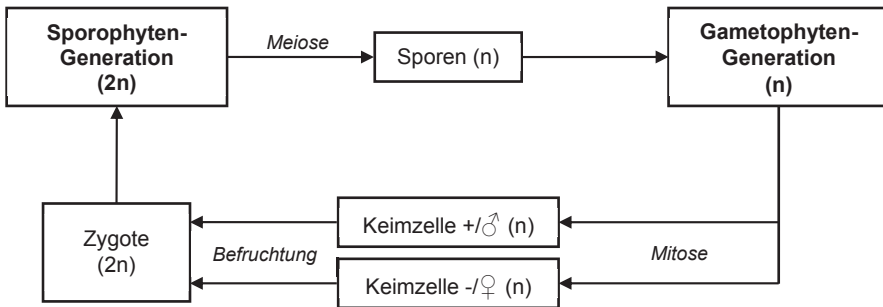 Sporophyten-
Generation
(2n)
Meiose
Sporen (n)
Gametophyten-
Generation
(n)
Zygote
(2n)
Befruchtung
Keimzelle +/♂ (n)
Keimzelle -/♀ (n)
Mitose